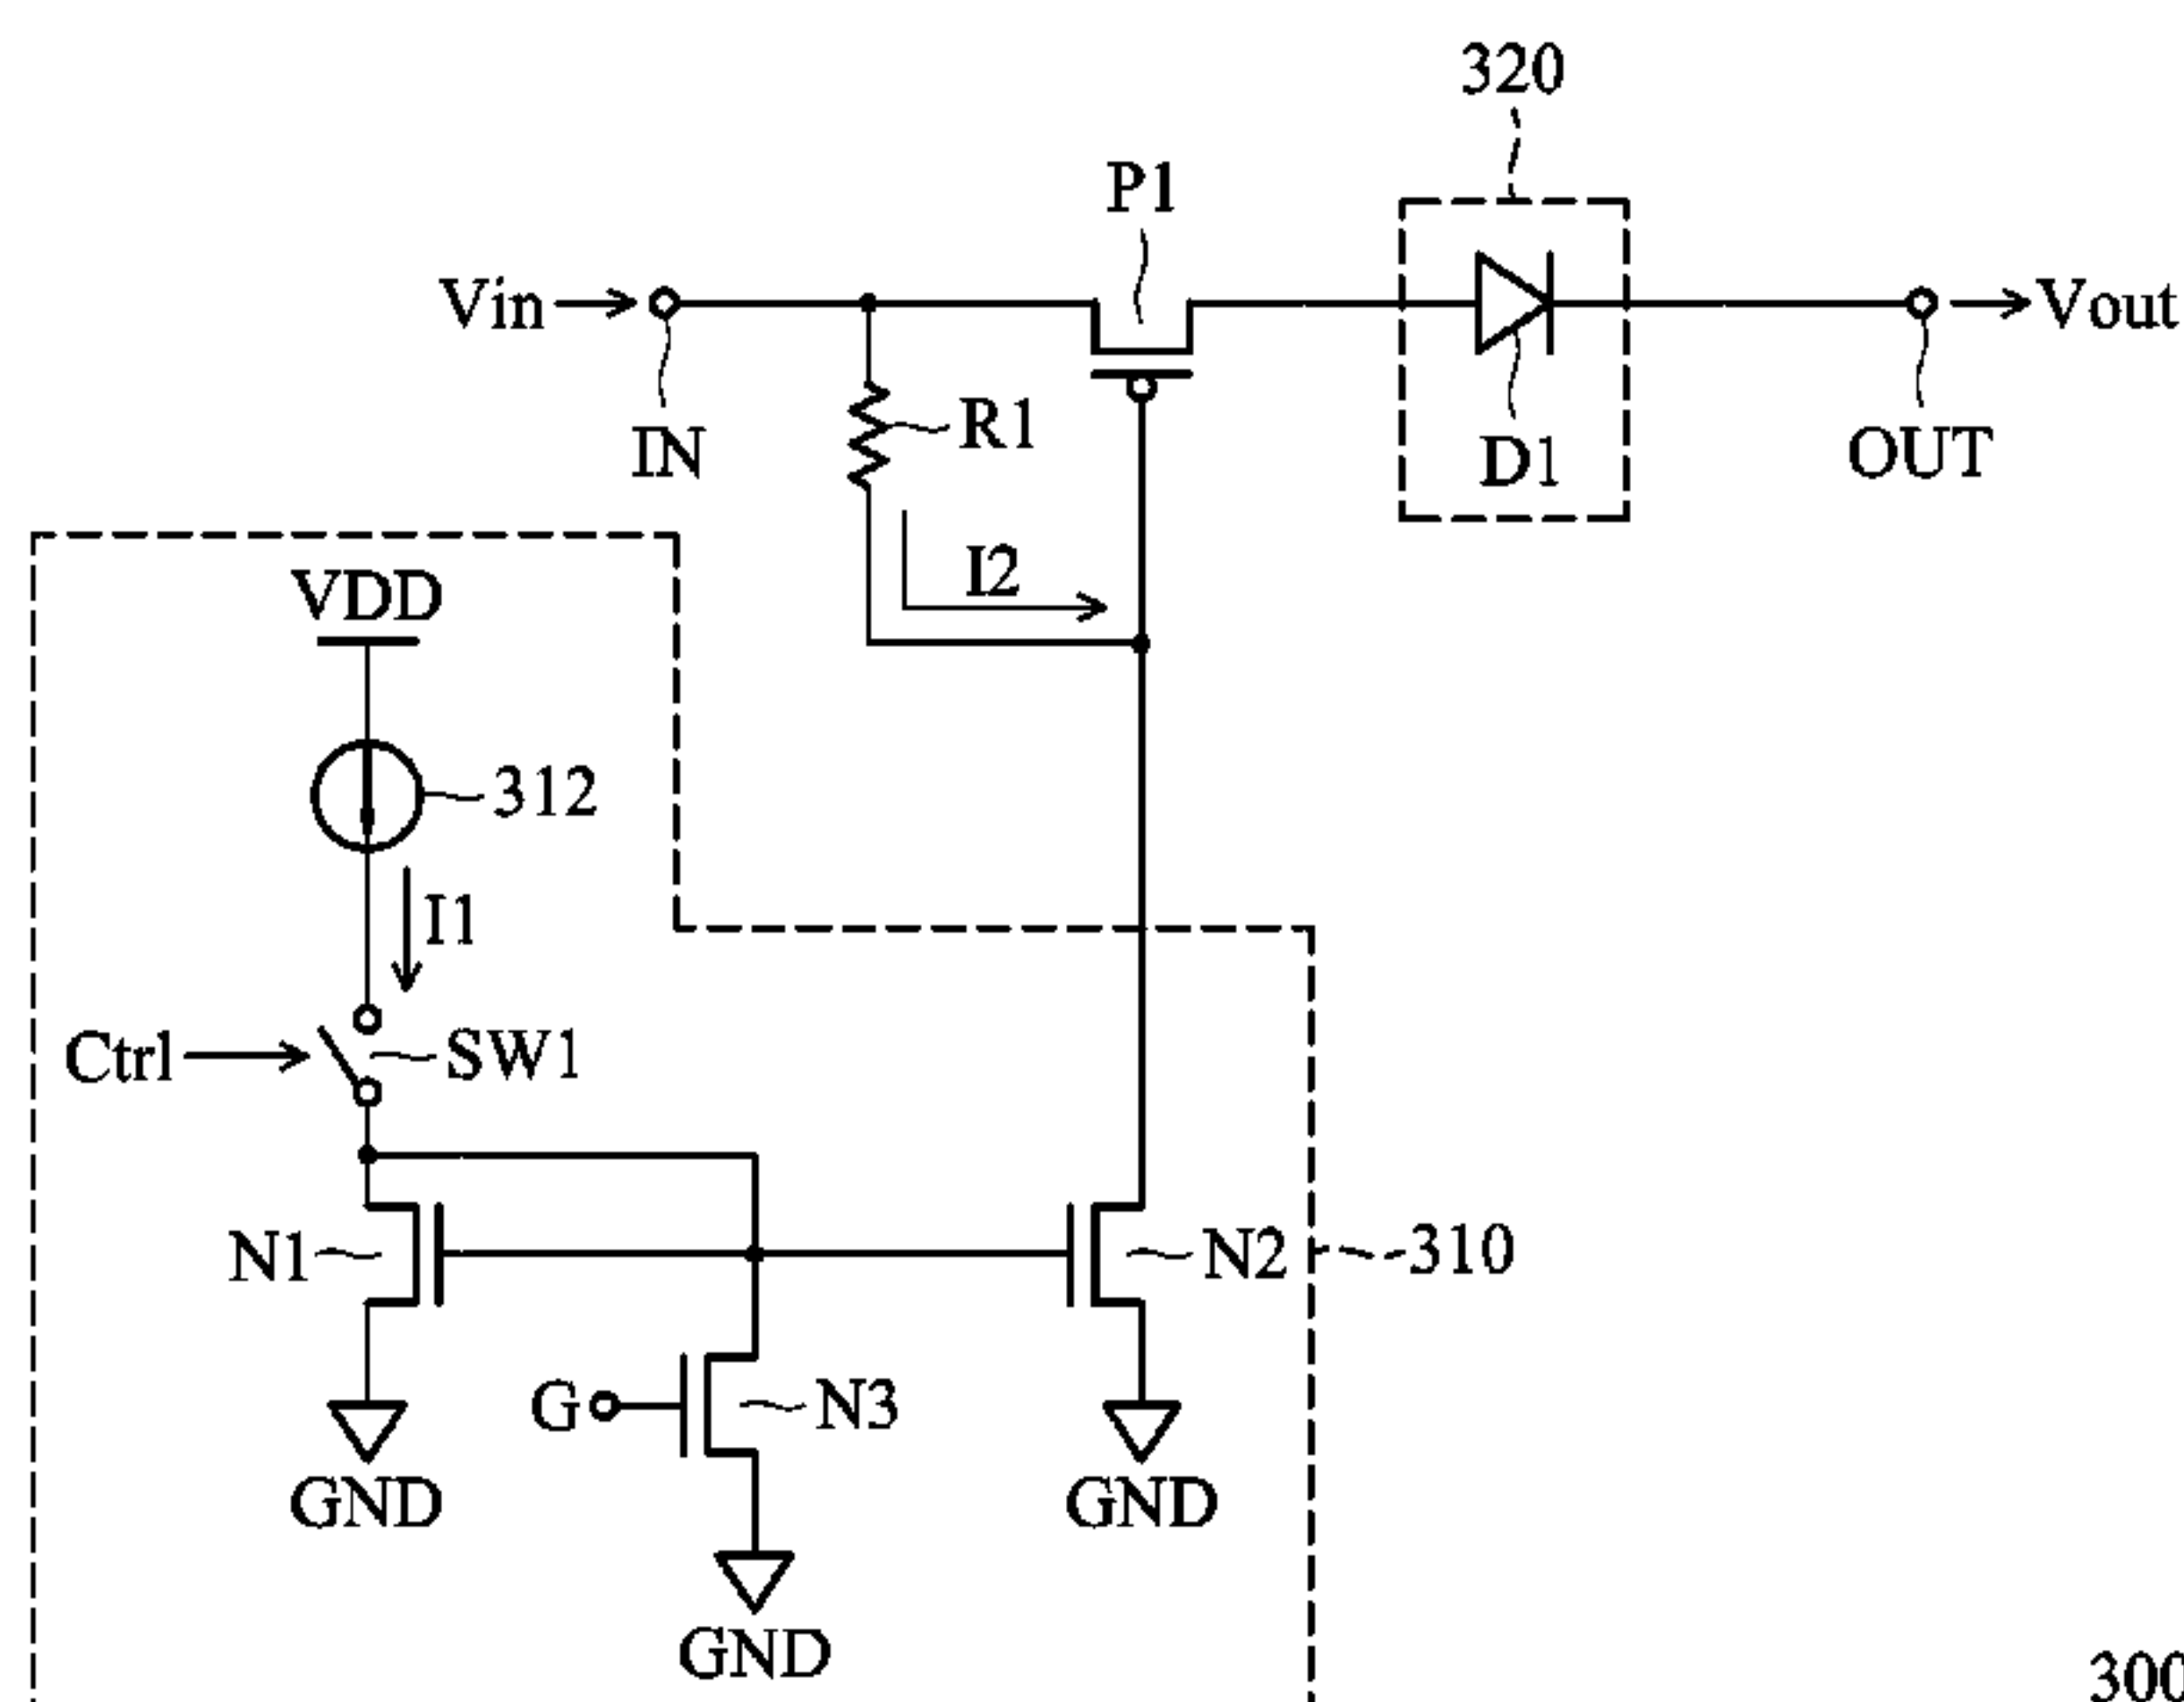 320
P1
Vin
Vout
R1
IN
D1
OUT
I2
VDD
312
I1
Ctrl
SW1
N1
N2
310
G
N3
GND
GND
GND
300